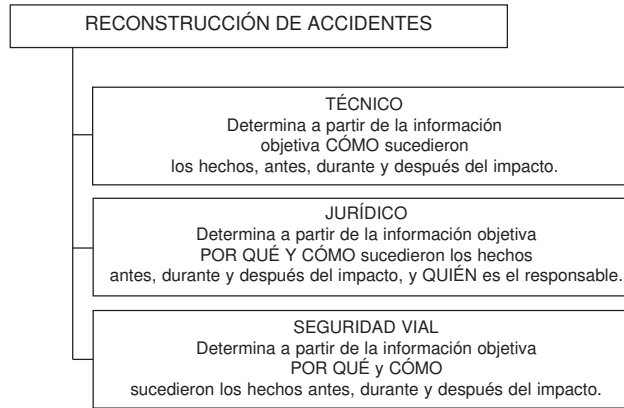 RECONSTRUCCIÓN DE ACCIDENTES
TÉCNICO
Determina a partir de la información
objetiva CÓMO sucedieron
los hechos, antes, durante y después del impacto.
JURÍDICO
Determina a partir de la información objetiva
POR QUÉ Y CÓMO sucedieron los hechos
antes, durante y después del impacto, y QUIÉN es el responsable.
SEGURIDAD VIAL
Determina a partir de la información objetiva
POR QUÉ y CÓMO
sucedieron los hechos antes, durante y después del impacto.